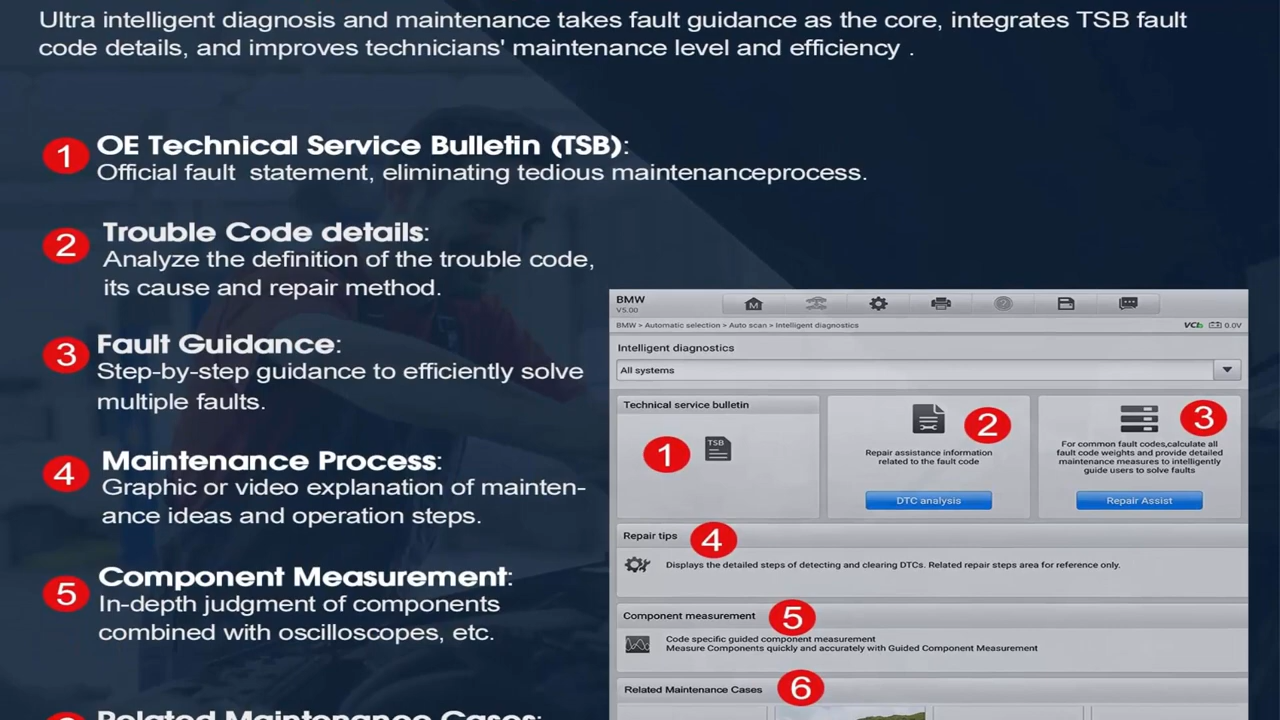 Ultra intelligent diagnosis and maintenance takes fault guidance as the core, integrates TSB fault
code details, and improves technicians' maintenance level and efficiency .
1 OE Technical Service Bulletin (TSB):
Official fault statement, eliminating tedious maintenanceprocess.
2 Trouble Code details:
Analyze the definition of the trouble code,
its cause and repair method.
3 Fault Guidance:
Step-by-step guidance to efficiently solve
multiple faults.
4 Maintenance Process:
Graphic or video explanation of mainten-
ance ideas and operation steps.
5 Component Measurement:
In-depth judgment of components
combined with oscilloscopes, etc.
Related Maintenance Cases:
BMW
V5.00
M
?
BMW > Automatic selection > Auto scan > Intelligent diagnostics
VCI 0.0V
Intelligent diagnostics
All systems
Technical service bulletin
1 TSB
2
Repair assistance information
related to the fault code
DTC analysis
3
For common fault codes,calculate all
fault code weights and provide detailed
maintenance measures to intelligently
guide users to solve faults
Repair Assist
Repair tips 4
Displays the detailed steps of detecting and clearing DTCs. Related repair steps area for reference only.
Component measurement 5
Code specific guided component measurement
Measure Components quickly and accurately with Guided Component Measurement
Related Maintenance Cases 6